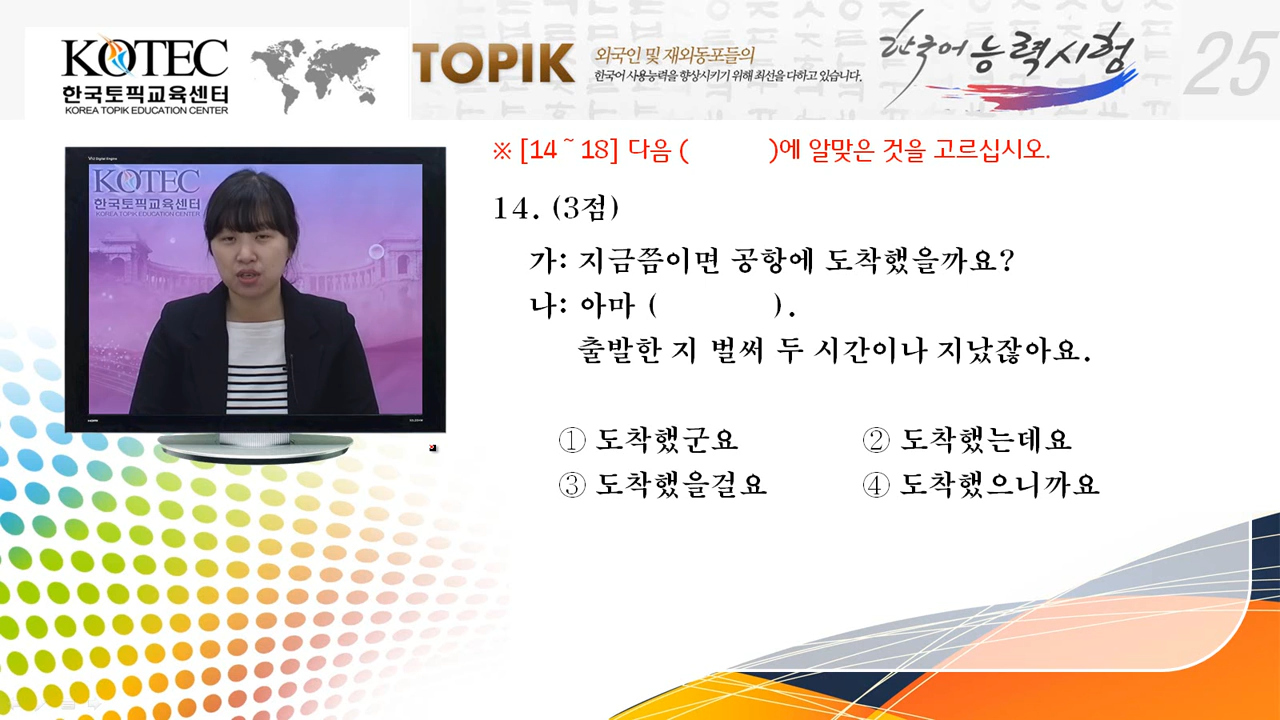 KOTEC
한국토픽교육센터
KOREA TOPIK EDUCATION CENTER
TOPIK
외국인 및 재외동포들의
한국어 사용능력을 향상시키기 위해 최선을 다하고 있습니다.
한국어능력시험
25
KOTEC
한국토픽교육센터
KOREA TOPIK EDUCATION CENTER
※ [14 ~ 18] 다음 (          )에 알맞은 것을 고르십시오.
14. (3점)
가: 지금쯤이면 공항에 도착했을까요?
나: 아마 (          ).
출발한 지 벌써 두 시간이나 지났잖아요.
① 도착했군요 ② 도착했는데요
③ 도착했을걸요 ④ 도착했으니까요